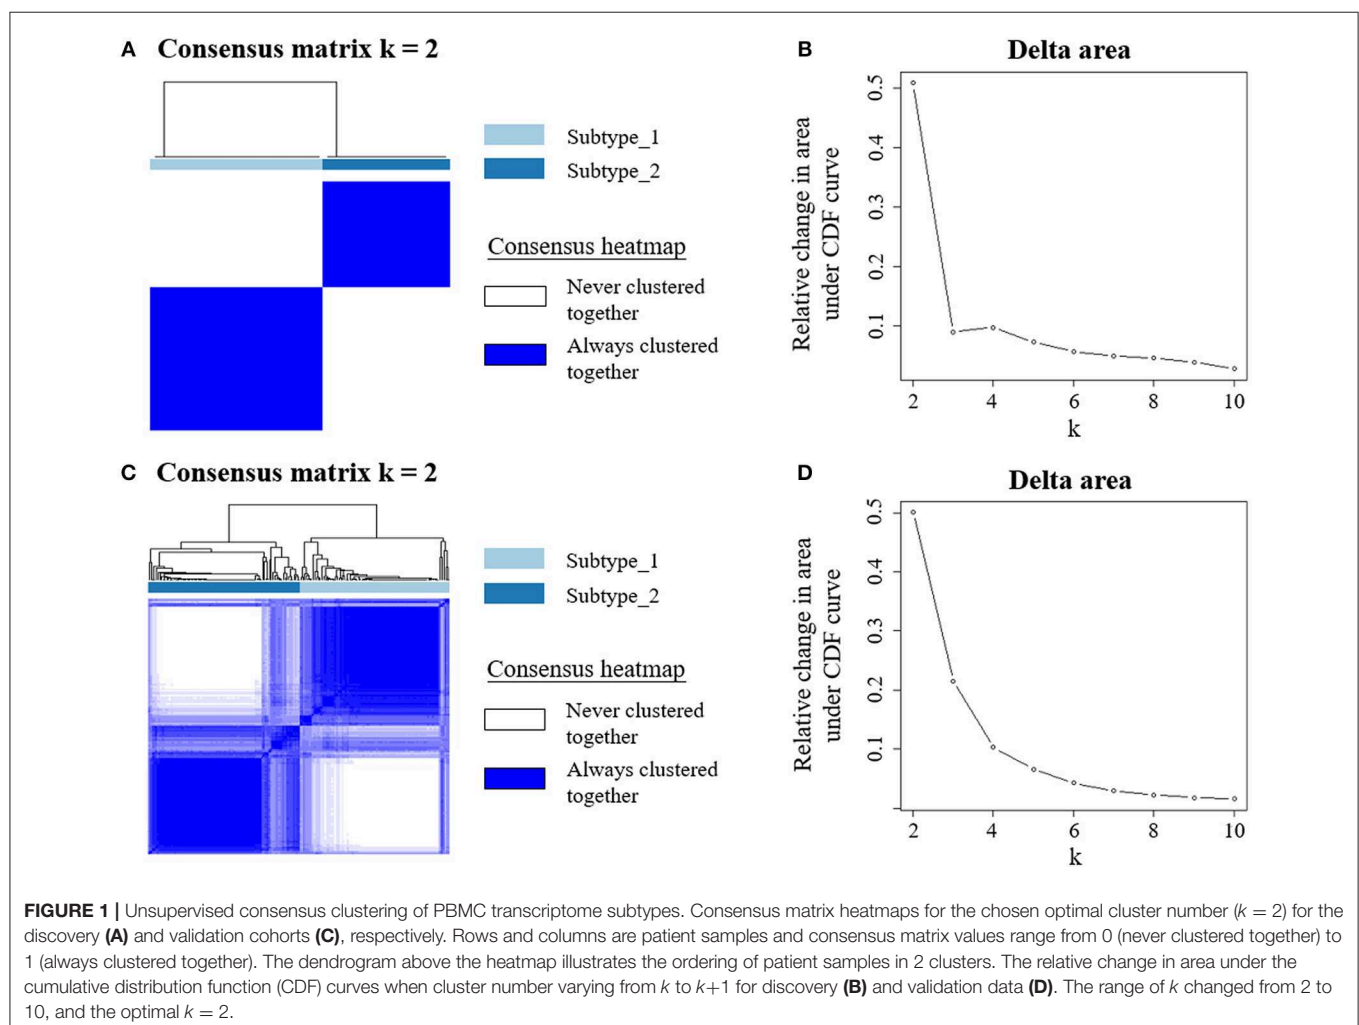 A Consensus matrix k = 2
Subtype_1
Subtype_2
Consensus heatmap
Never clustered
together
Always clustered
together
B Delta area
Relative change in area
under CDF curve
0.5
0.4
0.3
0.2
0.1
2 4 6 8 10
k
C Consensus matrix k = 2
Subtype_1
Subtype_2
Consensus heatmap
Never clustered
together
Always clustered
together
D Delta area
Relative change in area
under CDF curve
0.5
0.4
0.3
0.2
0.1
2 4 6 8 10
k
FIGURE 1 | Unsupervised consensus clustering of PBMC transcriptome subtypes. Consensus matrix heatmaps for the chosen optimal cluster number (k = 2) for the
discovery (A) and validation cohorts (C), respectively. Rows and columns are patient samples and consensus matrix values range from 0 (never clustered together) to
1 (always clustered together). The dendrogram above the heatmap illustrates the ordering of patient samples in 2 clusters. The relative change in area under the
cumulative distribution function (CDF) curves when cluster number varying from k to k+1 for discovery (B) and validation data (D). The range of k changed from 2 to
10, and the optimal k = 2.